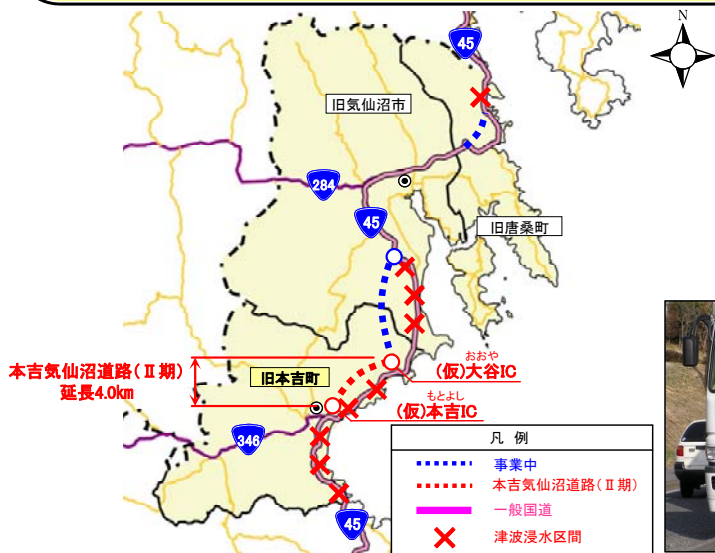 N
45
旧気仙沼市
284
45
旧唐桑町
おおや
(仮)大谷IC
本吉気仙沼道路(Ⅱ期)
延長4.0km
旧本吉町
もとよし
(仮)本吉IC
346
45
凡 例
事業中
本吉気仙沼道路(Ⅱ期)
一般国道
津波浸水区間